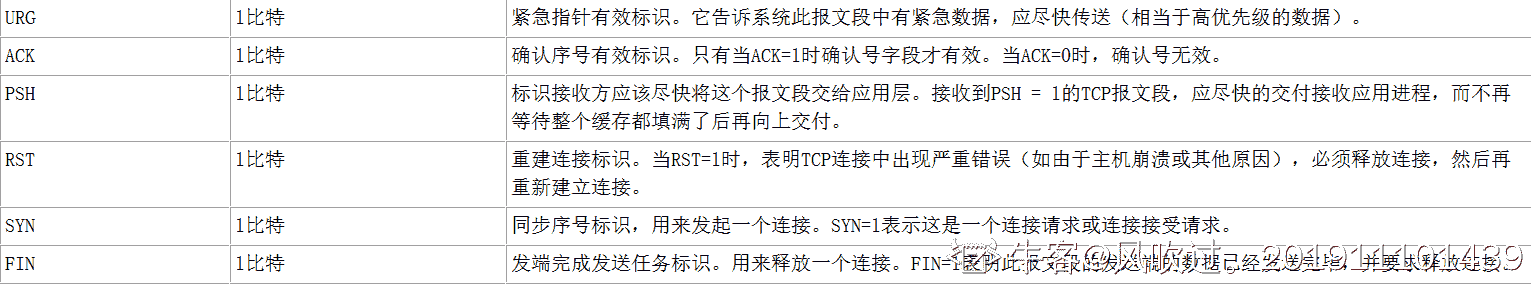 URG 1比特 紧急指针有效标识。它告诉系统此报文段中有紧急数据，应尽快传送（相当于高优先级的数据）。
ACK 1比特 确认序号有效标识。只有当ACK=1时确认号字段才有效。当ACK=0时，确认号无效。
PSH 1比特 标识接收方应该尽快将这个报文段交给应用层。接收到PSH = 1的TCP报文段，应尽快的交付接收应用进程，而不再
等待整个缓存都填满了后再向上交付。
RST 1比特 重建连接标识。当RST=1时，表明TCP连接中出现严重错误（如由于主机崩溃或其他原因），必须释放连接，然后再
重新建立连接。
SYN 1比特 同步序号标识，用来发起一个连接。SYN=1表示这是一个连接请求或连接接受请求。
FIN 1比特 发端完成发送任务标识。用来释放一个连接。FIN=1表明此报文段的发送端的数据已经发送完毕，并要求释放连接。
牛客@风吹过。201911101439